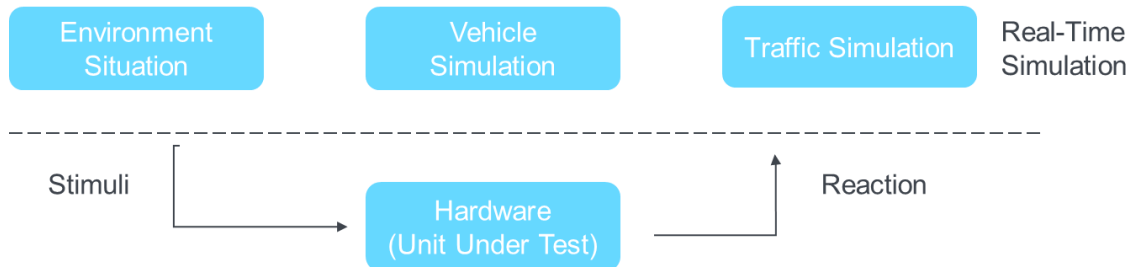 Environment
Situation
Vehicle
Simulation
Traffic Simulation
Real-Time
Simulation
Stimuli
Hardware
(Unit Under Test)
Reaction